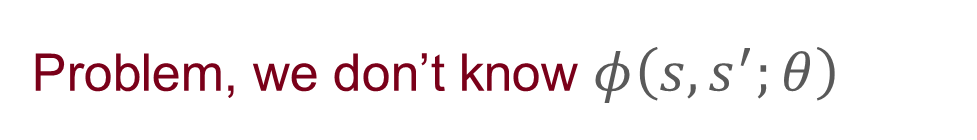 Problem, we don’t know 𝜙(𝑠, 𝑠′; 𝜃)